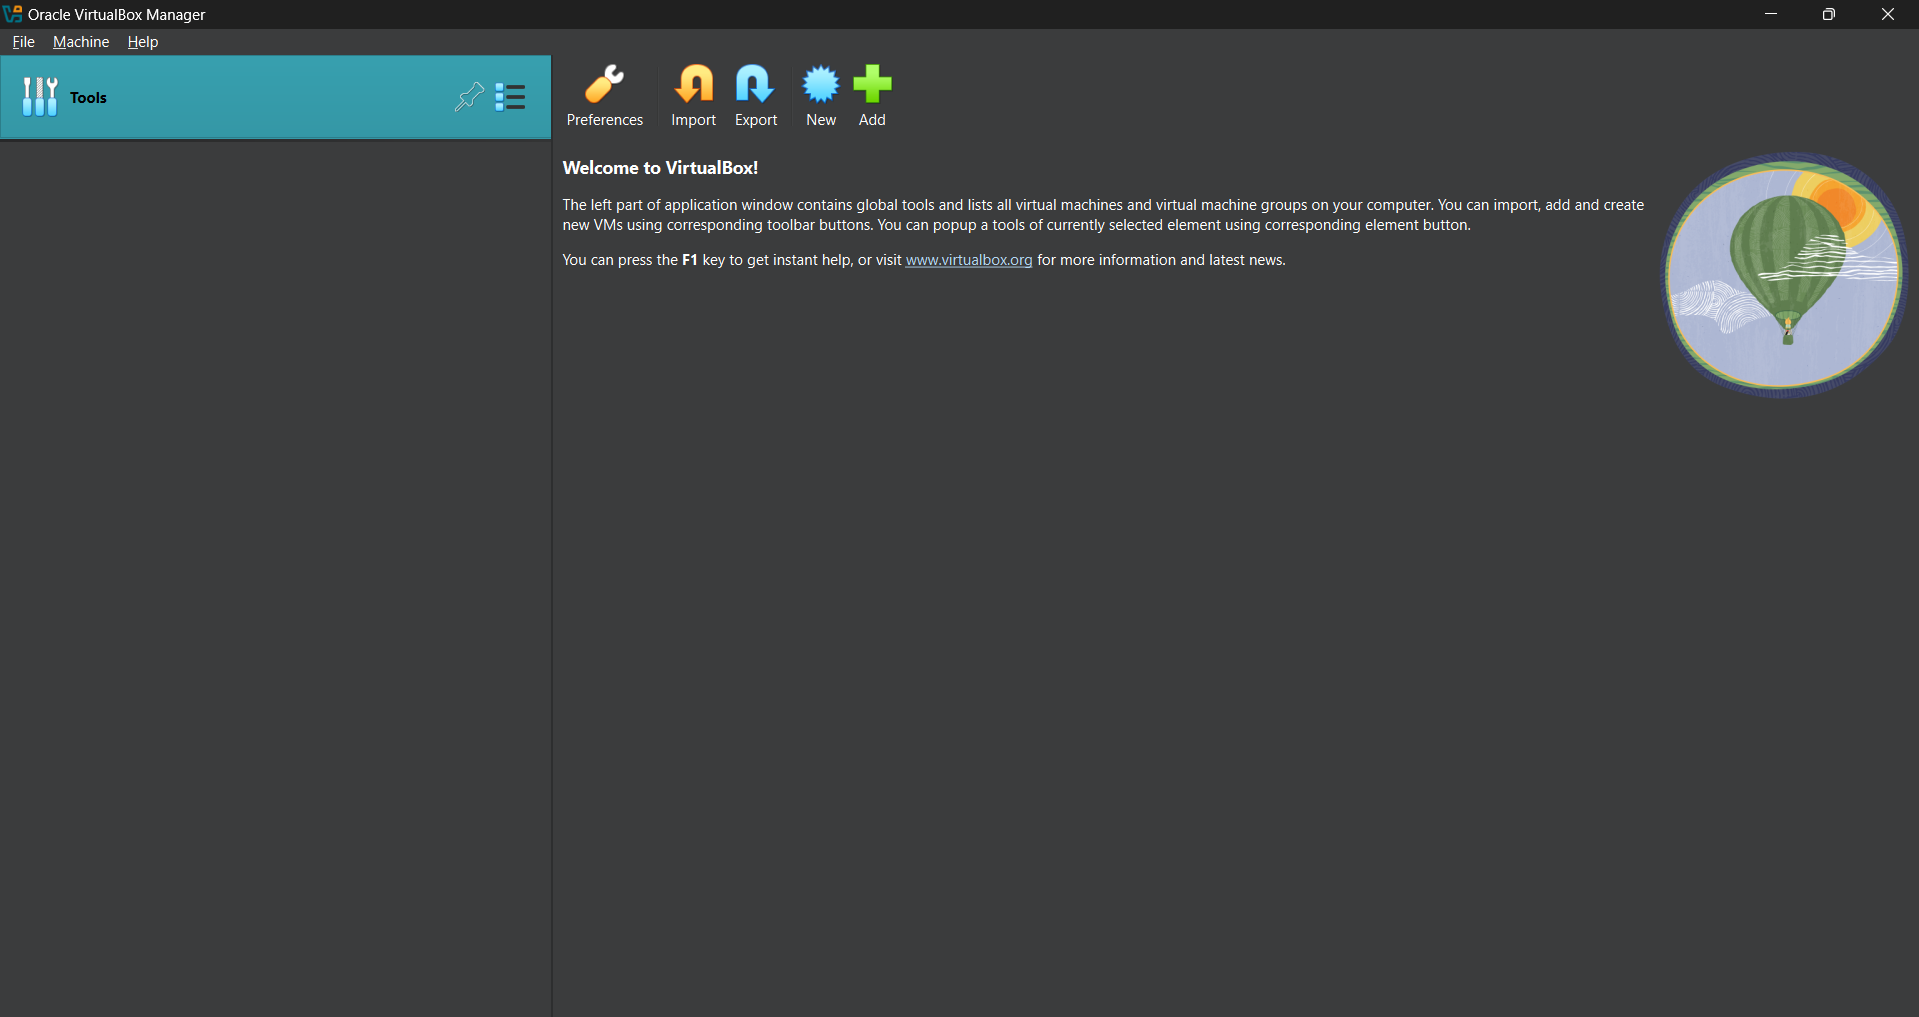 Oracle VirtualBox Manager
File Machine Help
Tools
Preferences Import Export New Add
Welcome to VirtualBox!
The left part of application window contains global tools and lists all virtual machines and virtual machine groups on your computer. You can import, add and create
new VMs using corresponding toolbar buttons. You can popup a tools of currently selected element using corresponding element button.
You can press the F1 key to get instant help, or visit www.virtualbox.org for more information and latest news.